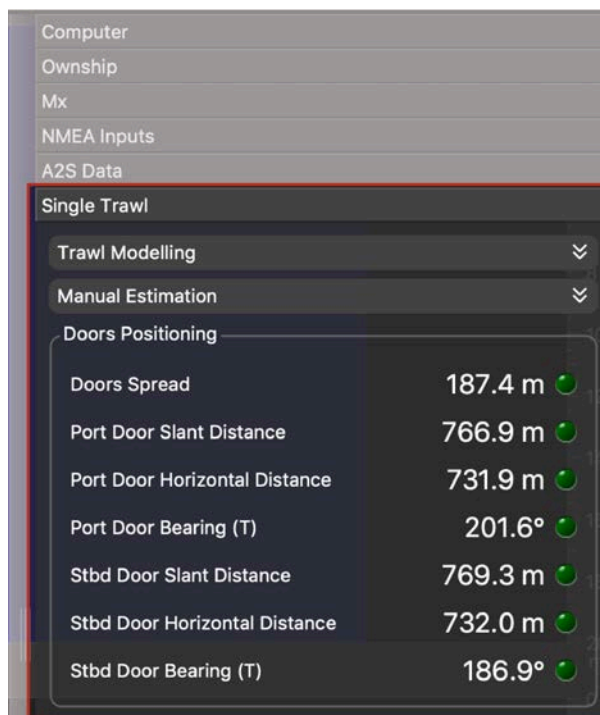 Computer
Ownship
Mx
NMEA Inputs
A2S Data
Single Trawl
Trawl Modelling
Manual Estimation
Doors Positioning
Doors Spread 187.4 m
Port Door Slant Distance 766.9 m
Port Door Horizontal Distance 731.9 m
Port Door Bearing (T) 201.6°
Stbd Door Slant Distance 769.3 m
Stbd Door Horizontal Distance 732.0 m
Stbd Door Bearing (T) 186.9°